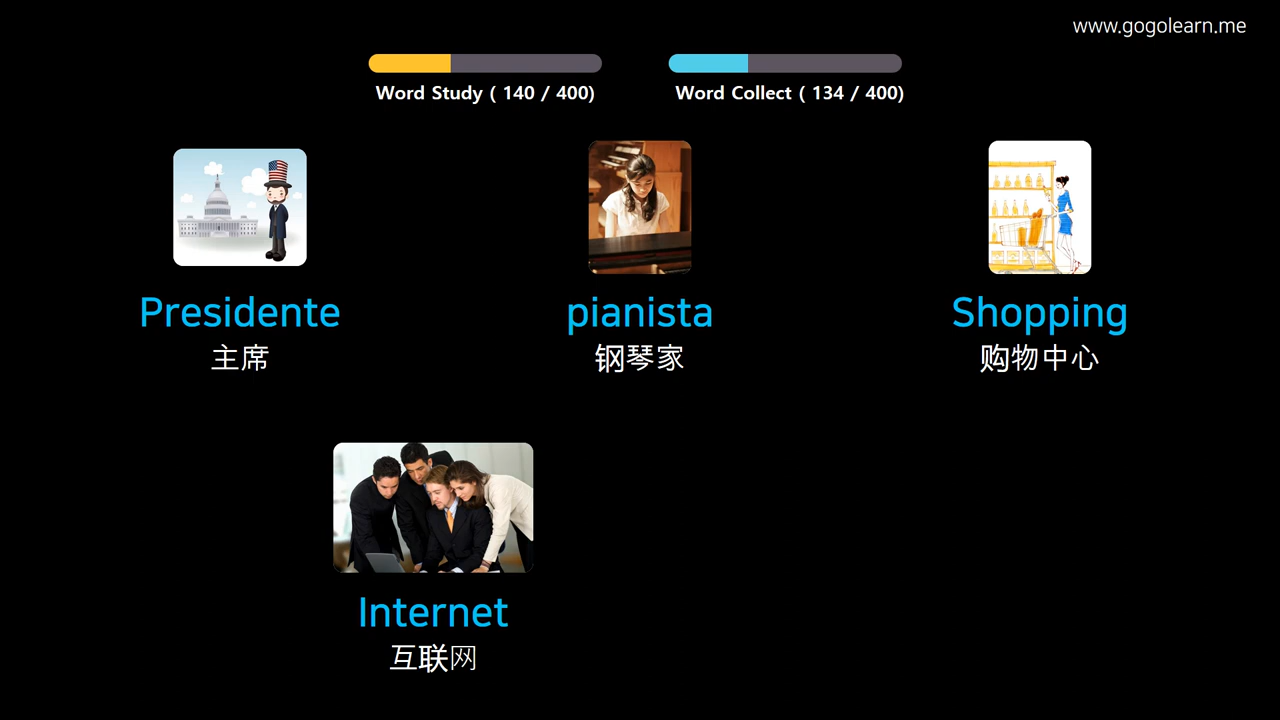 www.gogolearn.me
Word Study ( 140 / 400)
Word Collect ( 134 / 400)
Presidente
主席
pianista
钢琴家
Shopping
购物中心
Internet
互联网